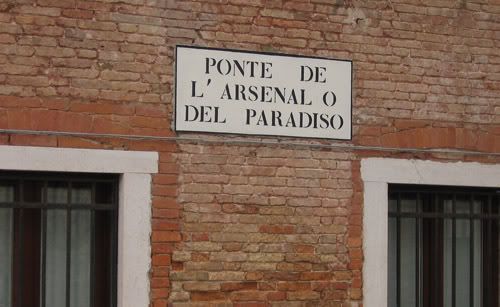 PONTE DE
L'ARSENAL O
DEL PARADISO